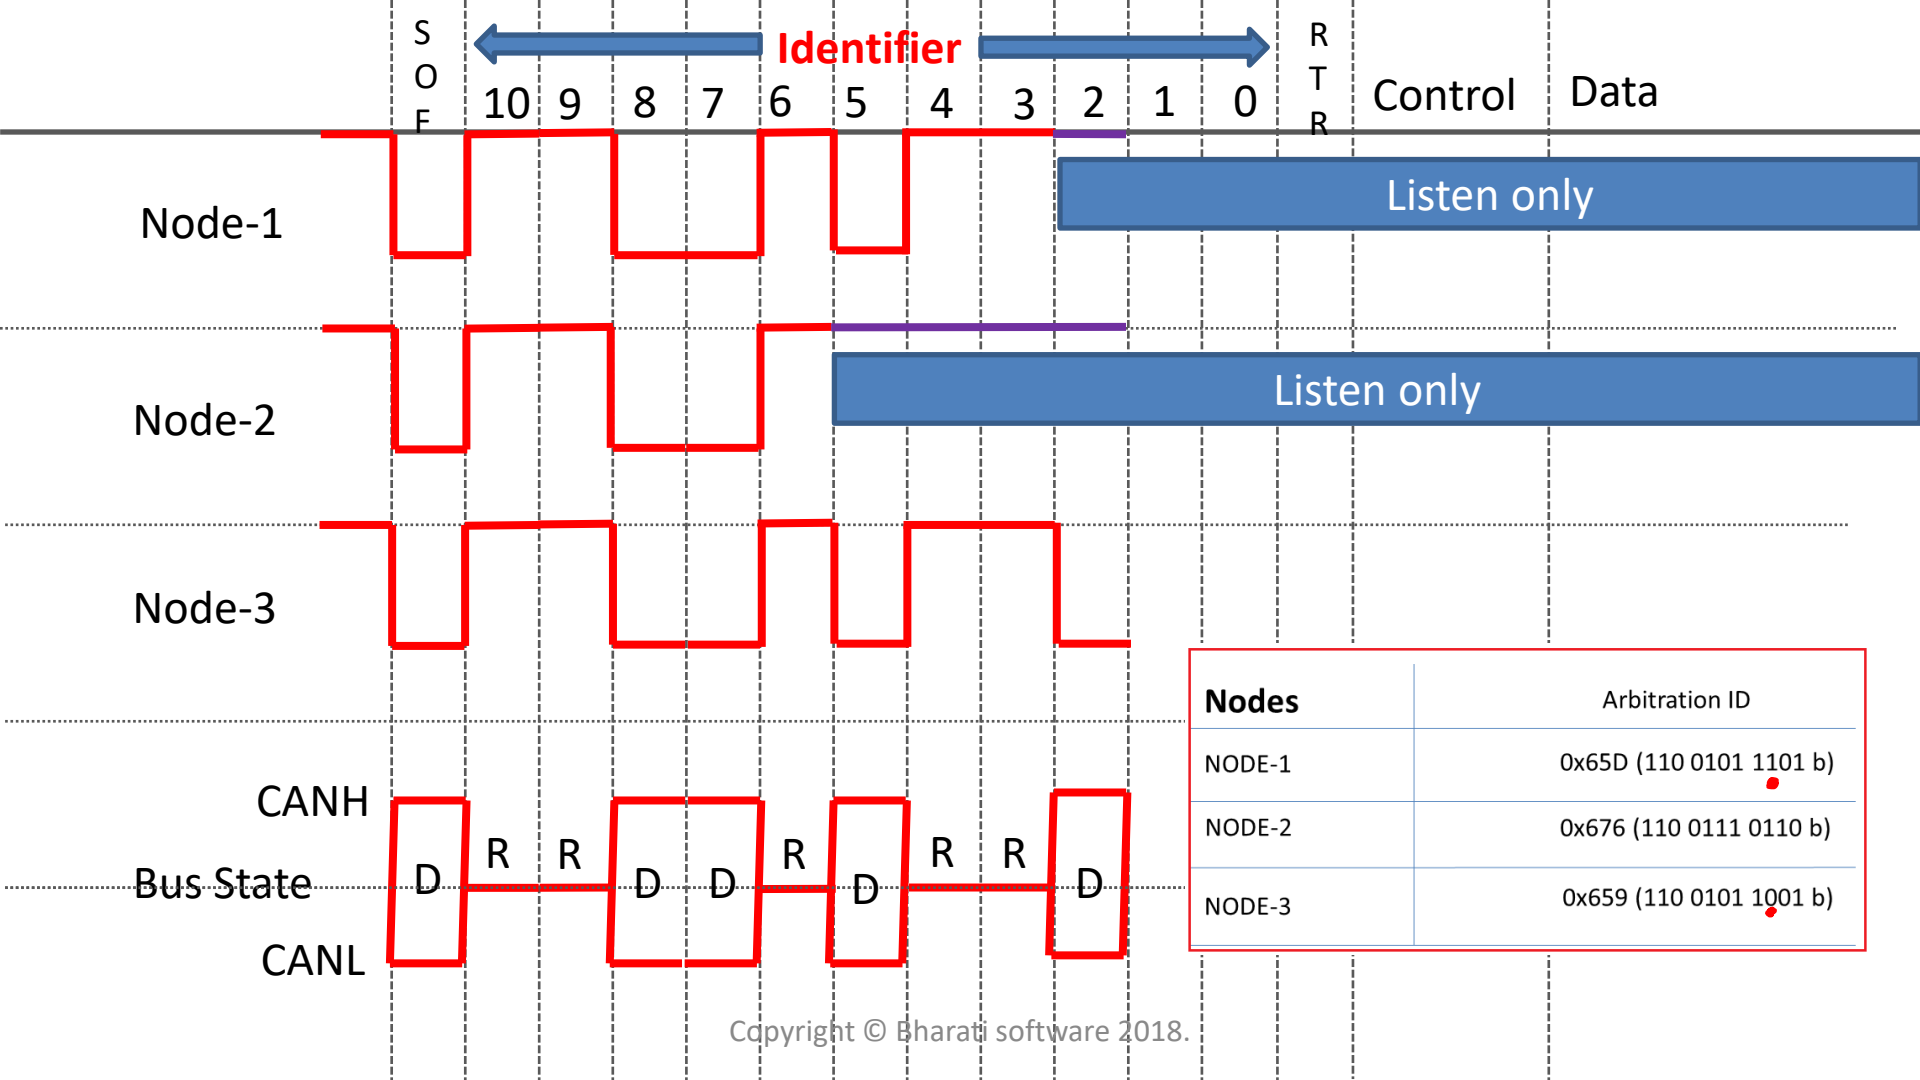 S
O
F
Identifier
R
T
R
10 9 8 7 6 5 4 3 2 1 0
Control
Data
Node-1
Listen only
Node-2
Listen only
Node-3
CANH
Bus State
CANL
D R R D D R D R R D
Nodes Arbitration ID
NODE-1 0x65D (110 0101 1101 b)
NODE-2 0x676 (110 0111 0110 b)
NODE-3 0x659 (110 0101 1001 b)
Copyright © Bharati software 2018.